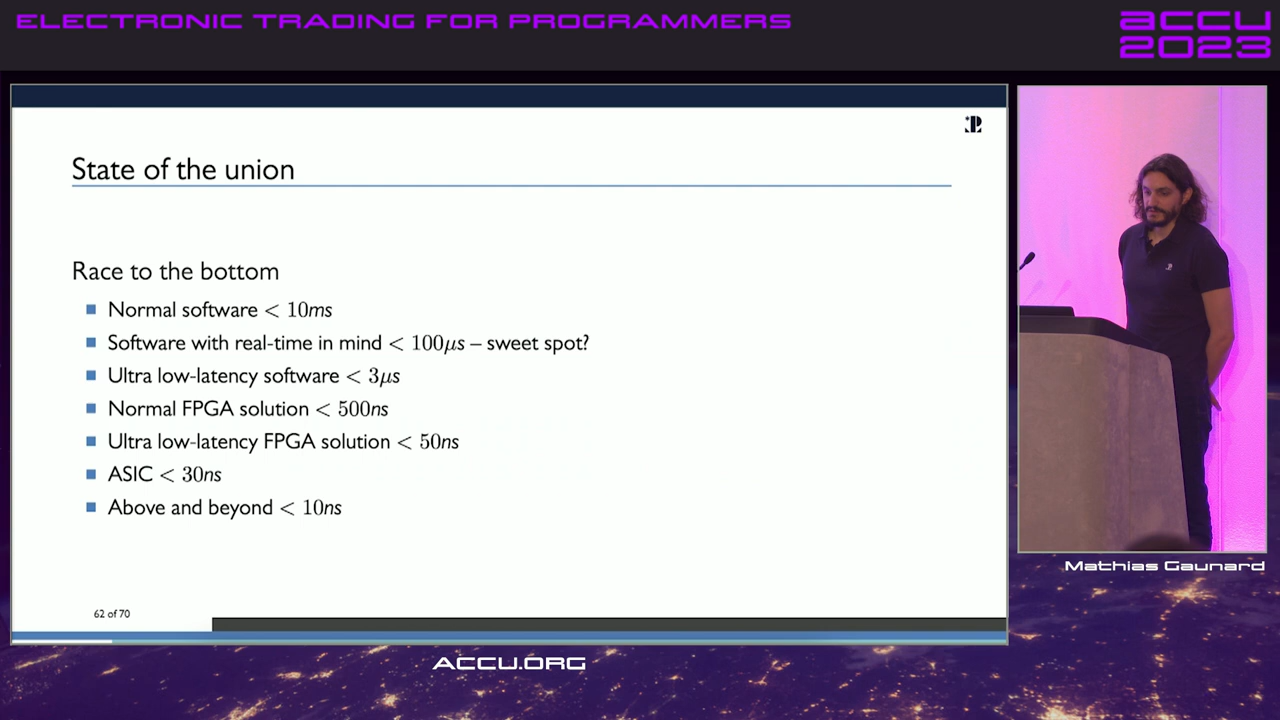 ELECTRONIC TRADING FOR PROGRAMMERS
accu
2023
State of the union
Race to the bottom
Normal software < 10ms
Software with real-time in mind < 100μs – sweet spot?
Ultra low-latency software < 3μs
Normal FPGA solution < 500ns
Ultra low-latency FPGA solution < 50ns
ASIC < 30ns
Above and beyond < 10ns
62 of 70
Mathias Gaunard
ACCU.ORG